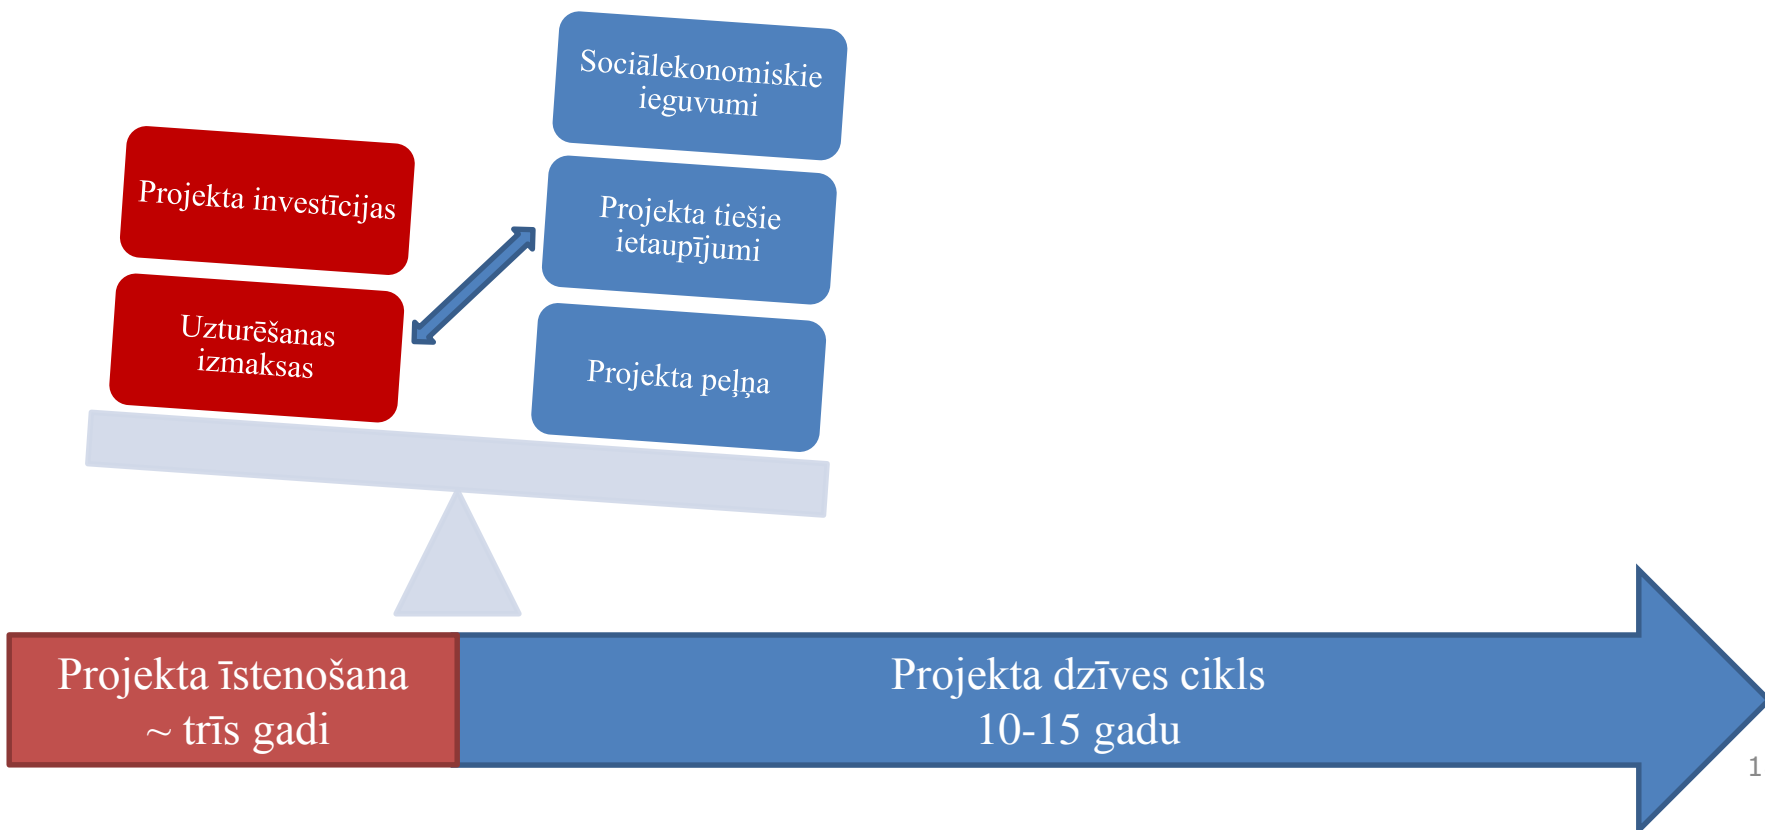 Projekta investīcijas
Uzturēšanas
izmaksas
Sociālekonomiskie
ieguvumi
Projekta tiešie
ietaupījumi
Projekta peļņa
Projekta īstenošana
~ trīs gadi
Projekta dzīves cikls
10-15 gadu
1